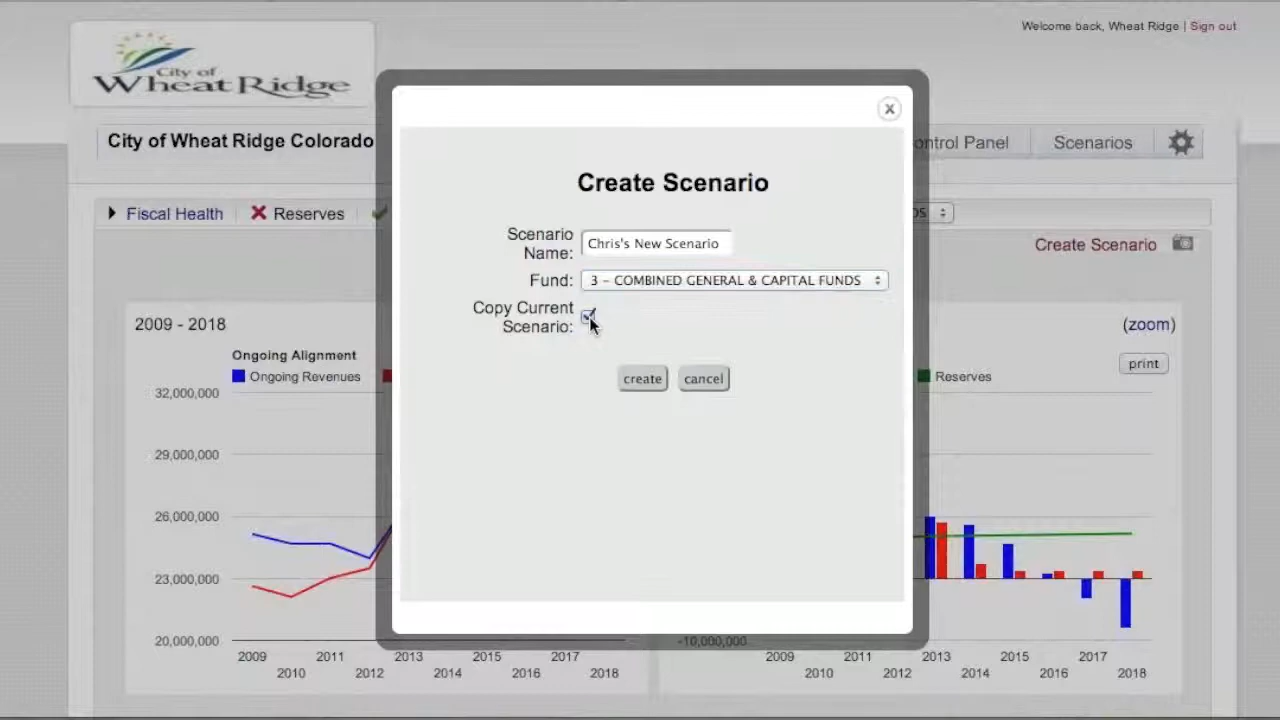 Welcome back, Wheat Ridge | Sign out
City of
Wheat Ridge
City of Wheat Ridge Colorado
ontrol Panel
Scenarios
Fiscal Health
Reserves
Create Scenario
x
Create Scenario
Scenario Name:
Chris's New Scenario
Fund:
3 - COMBINED GENERAL & CAPITAL FUNDS
Copy Current Scenario:
create
cancel
2009 - 2018
(zoom)
Ongoing Alignment
print
Ongoing Revenues
Reserves
32,000,000
29,000,000
26,000,000
23,000,000
20,000,000
-10,000,000
2009 2011 2013 2015 2017
2010 2012 2014 2016 2018
2009 2011 2013 2015 2017
2010 2012 2014 2016 2018